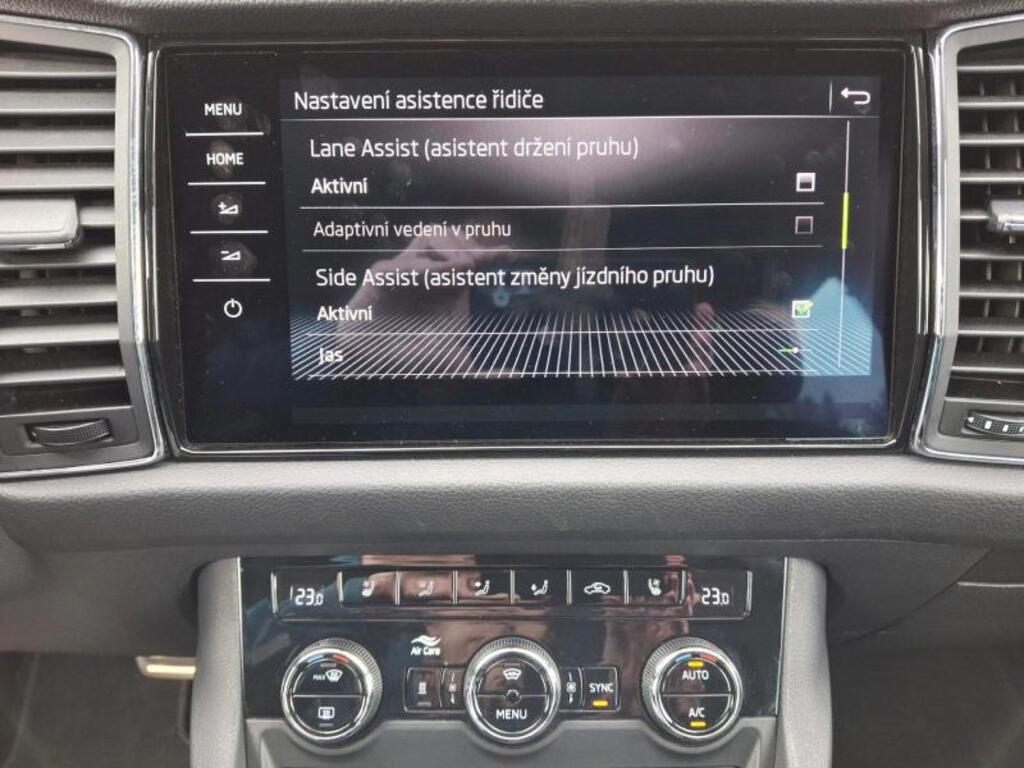 MENU
HOME
Nastavení asistence řidiče
Lane Assist (asistent držení pruhu)
Aktivní
Adaptivní vedení v pruhu
Side Assist (asistent změny jízdního pruhu)
Aktivní
Jas
23.0
23.0
Air Care
MAX
MENU
SYNC
AUTO
A/C